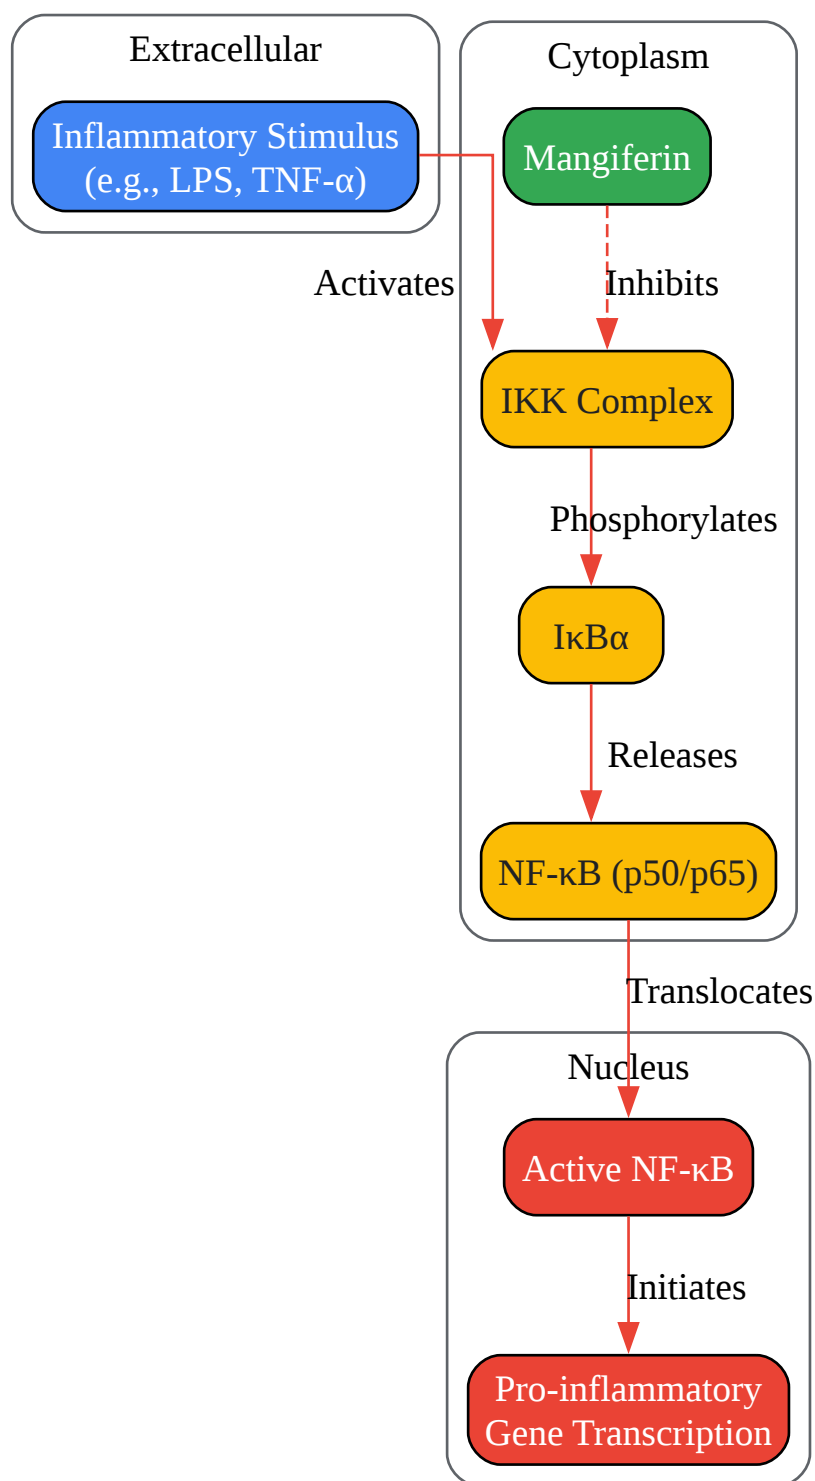 Extracellular
Inflammatory Stimulus
(e.g., LPS, TNF-α)
Cytoplasm
Mangiferin
Activates
Inhibits
IKK Complex
Phosphorylates
IκBα
Releases
NF-κB (p50/p65)
Translocates
Nucleus
Active NF-κB
Initiates
Pro-inflammatory
Gene Transcription